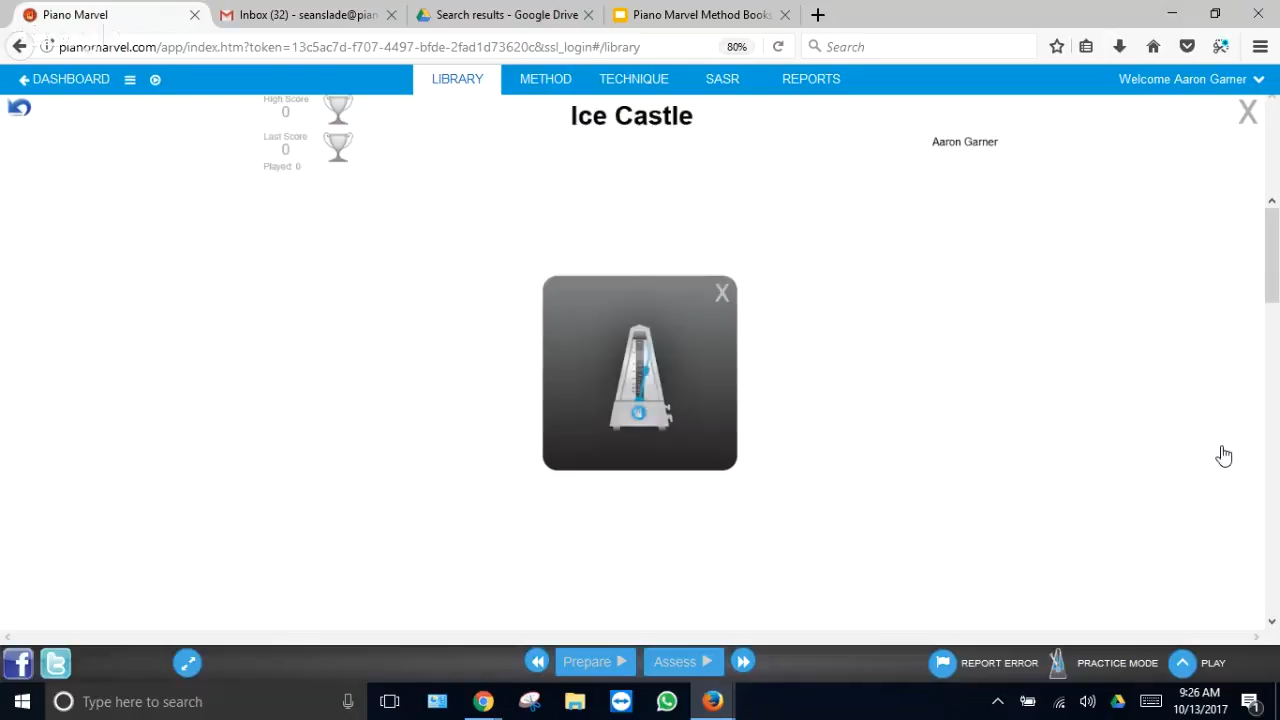 Piano Marvel
Inbox (32) - seanslade@pian
Search results - Google Drive
Piano Marvel Method Books
pianomarvel.com/app/index.htm?token=13c5ac7d-f707-4497-bfde-2fad1d73620c&ssl_login#/library
80%
Search
DASHBOARD
LIBRARY
METHOD
TECHNIQUE
SASR
REPORTS
Welcome Aaron Garner
High Score
0
Last Score
0
Played: 0
Ice Castle
Aaron Garner
X
X
Prepare
Assess
REPORT ERROR
PRACTICE MODE
PLAY
Type here to search
9:26 AM
10/13/2017
1